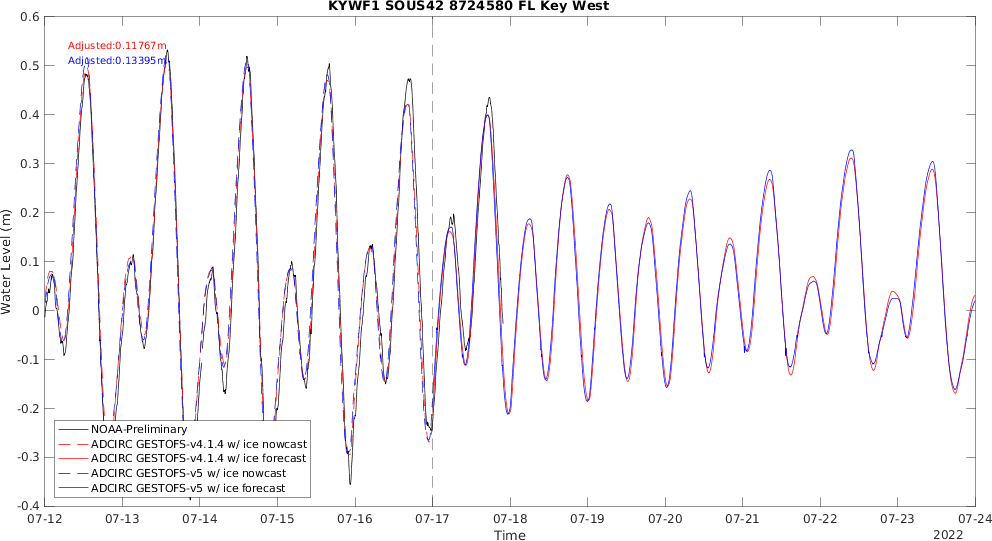 KYWF1 SOUS42 8724580 FL Key West
0.6
0.5
0.4
0.3
0.2
0.1
0
-0.1
-0.2
-0.3
-0.4
Water Level (m)
Adjusted:0.11767m
Adjusted:0.13395m
NOAA-Preliminary
ADCIRC GESTOFS-v4.1.4 w/ ice nowcast
ADCIRC GESTOFS-v4.1.4 w/ ice forecast
ADCIRC GESTOFS-v5 w/ ice nowcast
ADCIRC GESTOFS-v5 w/ ice forecast
07-12 07-13 07-14 07-15 07-16 07-17 07-18 07-19 07-20 07-21 07-22 07-23 07-24
Time
2022